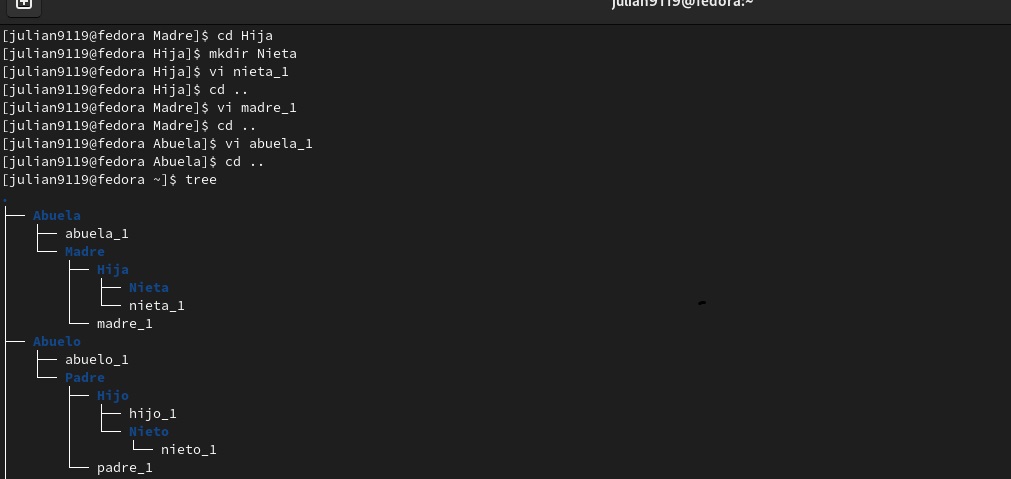 julian9119@fedora:~
[julian9119@fedora Madre]$ cd Hija
[julian9119@fedora Hija]$ mkdir Nieta
[julian9119@fedora Hija]$ vi nieta_1
[julian9119@fedora Hija]$ cd ..
[julian9119@fedora Madre]$ vi madre_1
[julian9119@fedora Madre]$ cd ..
[julian9119@fedora Abuela]$ vi abuela_1
[julian9119@fedora Abuela]$ cd ..
[julian9119@fedora ~]$ tree
.
├── Abuela
│   ├── abuela_1
│   └── Madre
│       ├── Hija
│       │   ├── Nieta
│       │   └── nieta_1
│       └── madre_1
├── Abuelo
│   ├── abuelo_1
│   └── Padre
│       ├── Hijo
│       │   ├── hijo_1
│       │   └── Nieto
│       │       └── nieto_1
│       └── padre_1